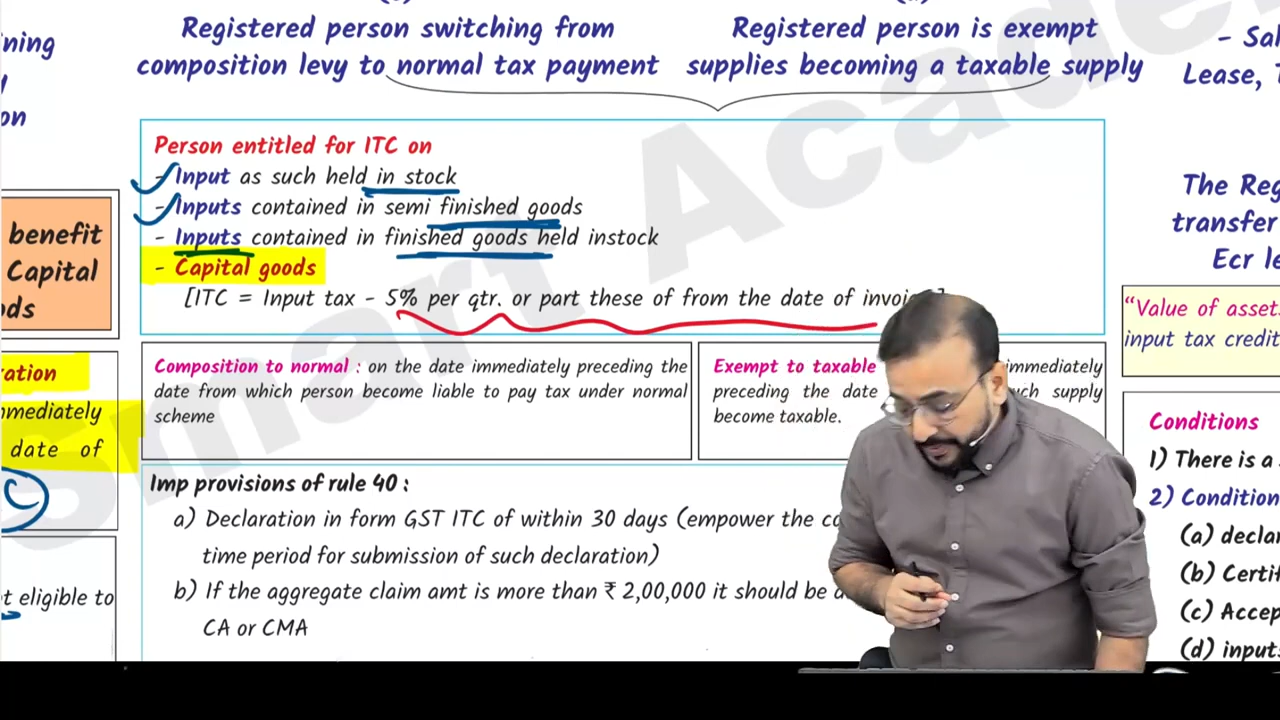 Registered person switching from
composition levy to normal tax payment
Registered person is exempt
supplies becoming a taxable supply
- Sal
Lease, T
ning
y
on
Person entitled for ITC on
- Input as such held in stock
- Inputs contained in semi finished goods
- Inputs contained in finished goods held instock
- Capital goods
[ITC = Input tax - 5% per qtr. or part these of from the date of invoi
benefit
Capital
ds
ration
mmediately
date of
t eligible to
Composition to normal : on the date immediately preceding the
date from which person become liable to pay tax under normal
scheme
Exempt to taxable immediately
preceding the date ch supply
become taxable.
Imp provisions of rule 40 :
a) Declaration in form GST ITC of within 30 days (empower the co
time period for submission of such declaration)
b) If the aggregate claim amt is more than ₹ 2,00,000 it should be a
CA or CMA
The Reg
transfer
Ecr le
"Value of asset
input tax credit
Conditions
1) There is a
2) Condition
(a) declar
(b) Certif
(c) Accep
(d) inputs
Smart Academ